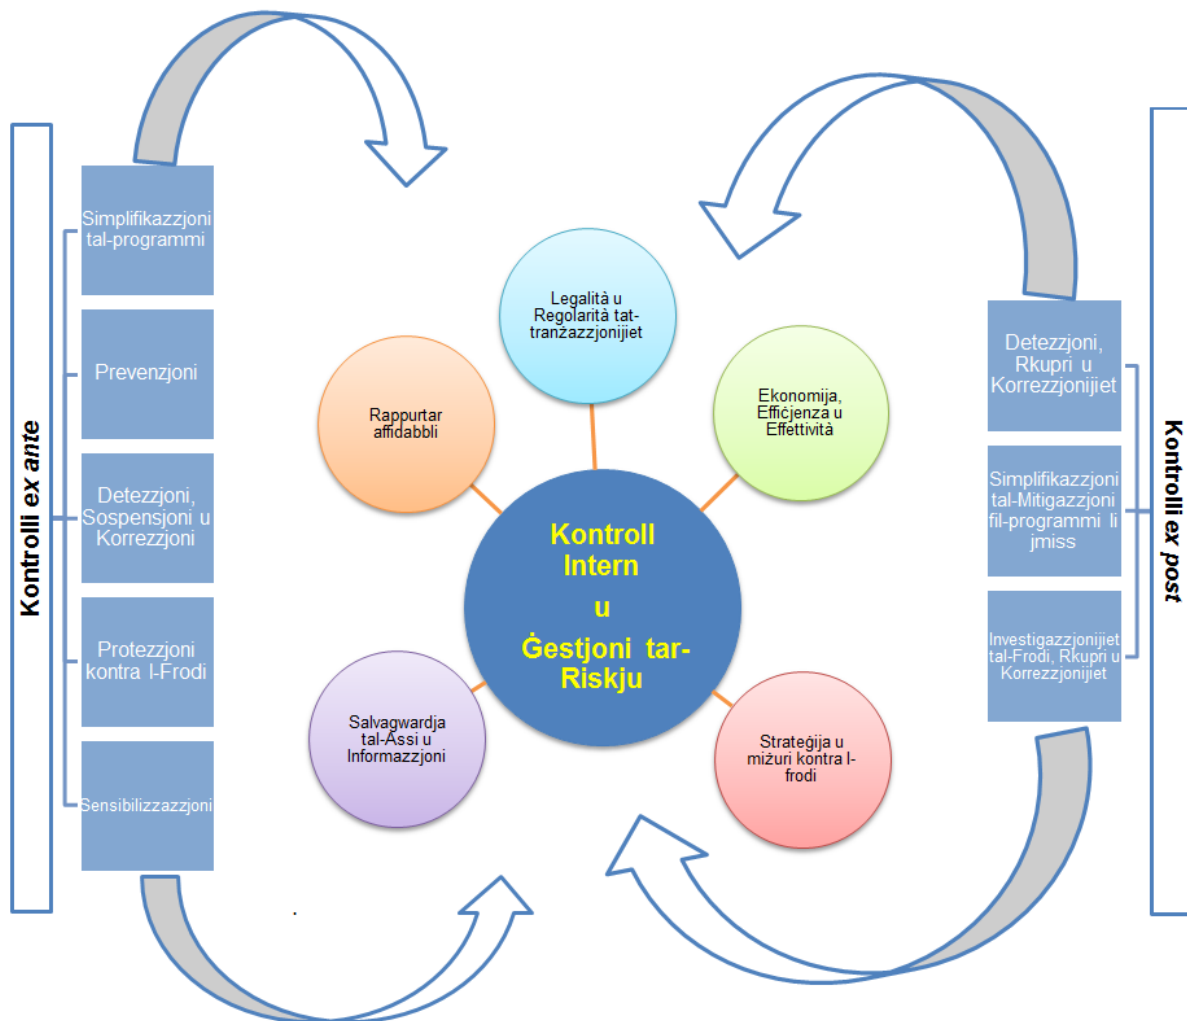 Kontrolli ex ante
Simplifikazzjoni
tal-programmi
Prevenzjoni
Detezzjoni,
Sospensjoni u
Korrezzjoni
Protezzjoni
kontra l-Frodi
Sensibilizzazzjoni
Legalità u
Regolarità tat-
tranżazzjonijiet
Rappurtar
affidabbli
Ekonomija,
Effiċjenza u
Effettività
Kontroll
Intern
u
Ġestjoni tar-
Riskju
Salvagwardja
tal-Assi u
Informazzjoni
Strateġija u
miżuri kontra l-
frodi
Detezzjoni,
Rkupri u
Korrezzjonijiet
Simplifikazzjoni
tal-Mitigazzjoni
fil-programmi li
jmiss
Investigazzjonijiet
tal-Frodi, Rkupri u
Korrezzjonijiet
Kontrolli ex post